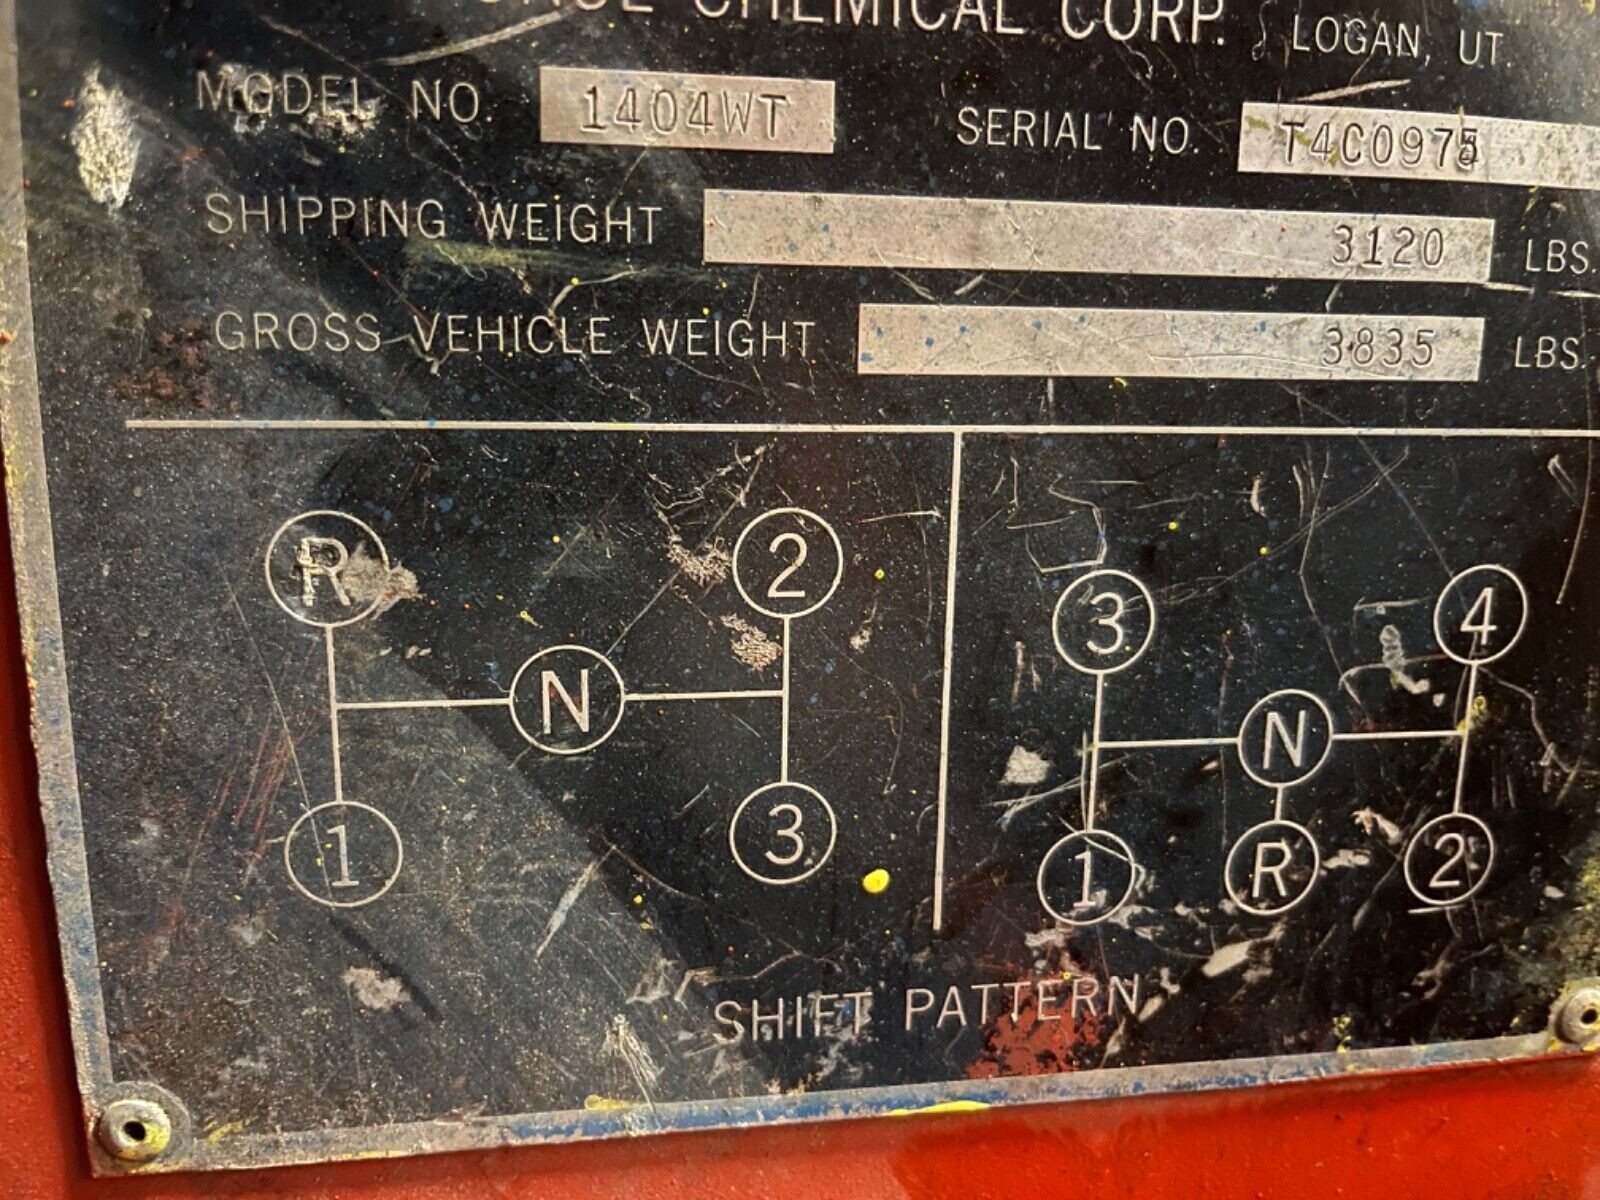 CHEMICAL CORP. LOGAN, UT.
MODEL NO. 1404WT SERIAL NO. T4C0975
SHIPPING WEIGHT 3120 LBS.
GROSS VEHICLE WEIGHT 3835 LBS.
R 2 3 4
N N
1 3 1 R 2
SHIFT PATTERN